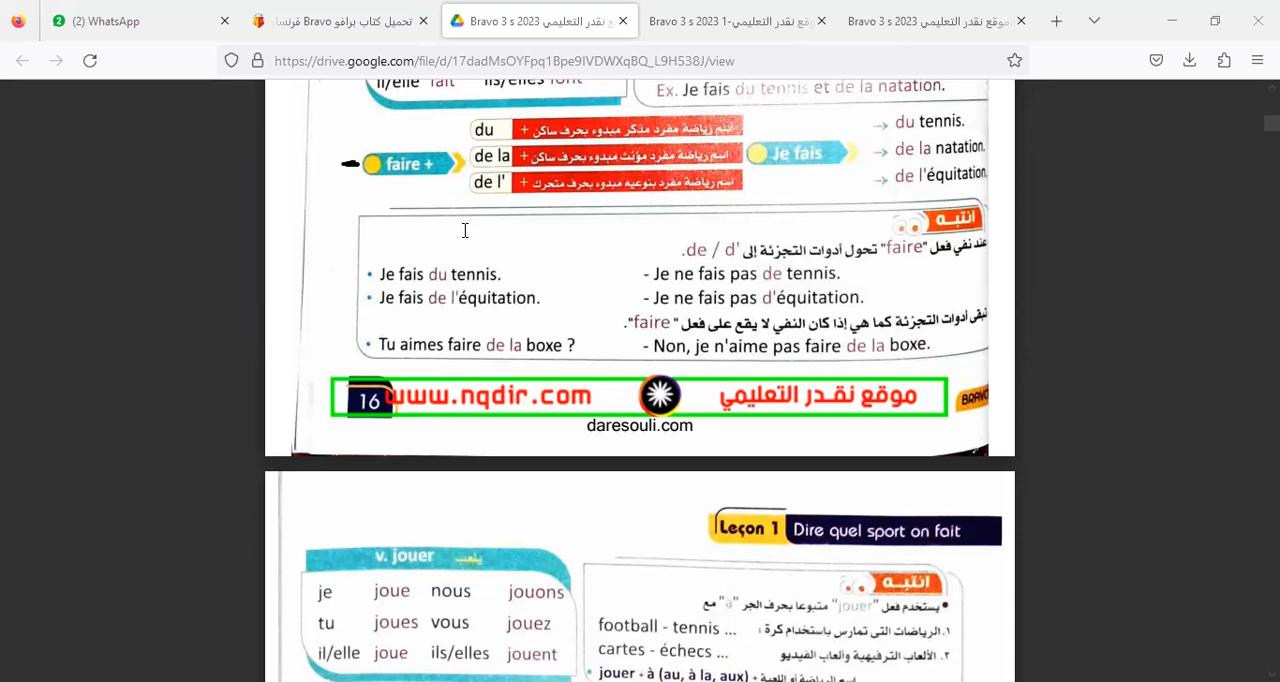 (2) WhatsApp
تحميل كتاب برافو Bravo فرنسا
Bravo 3 s 2023 ع نقدر التعليمي
Bravo 3 s 2023 1-قع نقدر التعليمي
Bravo 3 s 2023 موقع نقدر التعليمي
https://drive.google.com/file/d/17dadMsOYFpq1Bpe9IVDWXqBQ_L9H538J/view
il/elle fait ils/elles font
Ex. Je fais du tennis et de la natation.
du + اسم رياضة مفرد مذكر مبدوء بحرف ساكن → du tennis.
faire + de la + اسم رياضة مفرد مؤنث مبدوء بحرف ساكن Je fais → de la natation.
de l' + اسم رياضة مفرد بنوعيه مبدوء بحرف متحرك → de l'équitation.
انتبه
عند نفي فعل "faire" تحول أدوات التجزئة إلى de / d'.
• Je fais du tennis. - Je ne fais pas de tennis.
• Je fais de l'équitation. - Je ne fais pas d'équitation.
تبقى أدوات التجزئة كما هي إذا كان النفي لا يقع على فعل "faire".
• Tu aimes faire de la boxe ? - Non, je n'aime pas faire de la boxe.
16 www.nqdir.com موقع نقدر التعليمي BRAVO
daresouli.com
Leçon 1 Dire quel sport on fait
v. jouer يلعب
je joue nous jouons
tu joues vous jouez
il/elle joue ils/elles jouent
انتبه
• يستخدم فعل "jouer" متبوعا بحرف الجر "à" مع
١. الرياضات التى تمارس باستخدام كرة : football - tennis ...
٢. الألعاب الترفيهية وألعاب الفيديو cartes - échecs ...
• jouer + à (au, à la, aux) + اسم الرياضة أو اللعبة